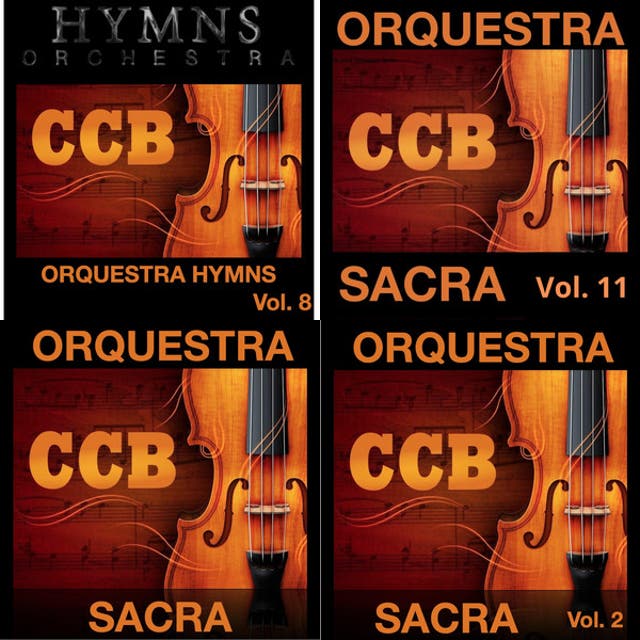 HYMNS
ORCHESTRA
CCB
ORQUESTRA HYMNS
Vol. 8
ORQUESTRA
CCB
SACRA Vol. 11
ORQUESTRA
CCB
SACRA
ORQUESTRA
CCB
SACRA Vol. 2